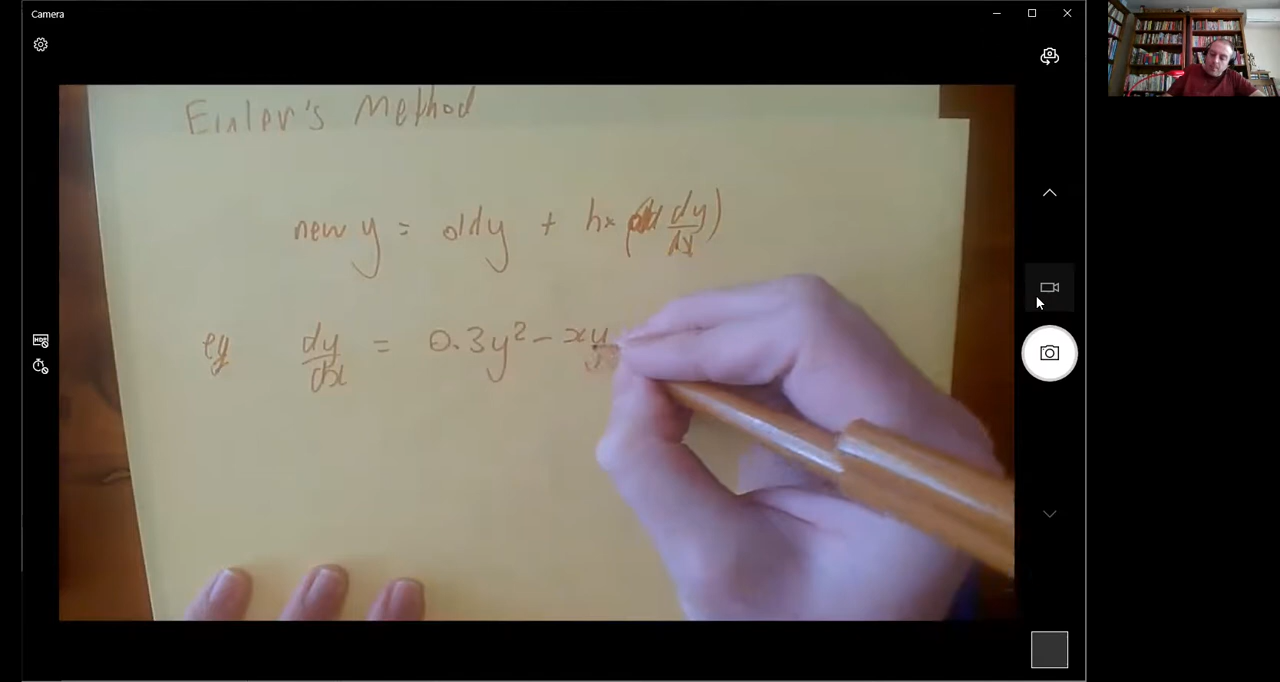 Camera
Euler's Method
new y = old y + h × (dy/dx)
eg dy/dx = 0.3y² - xy